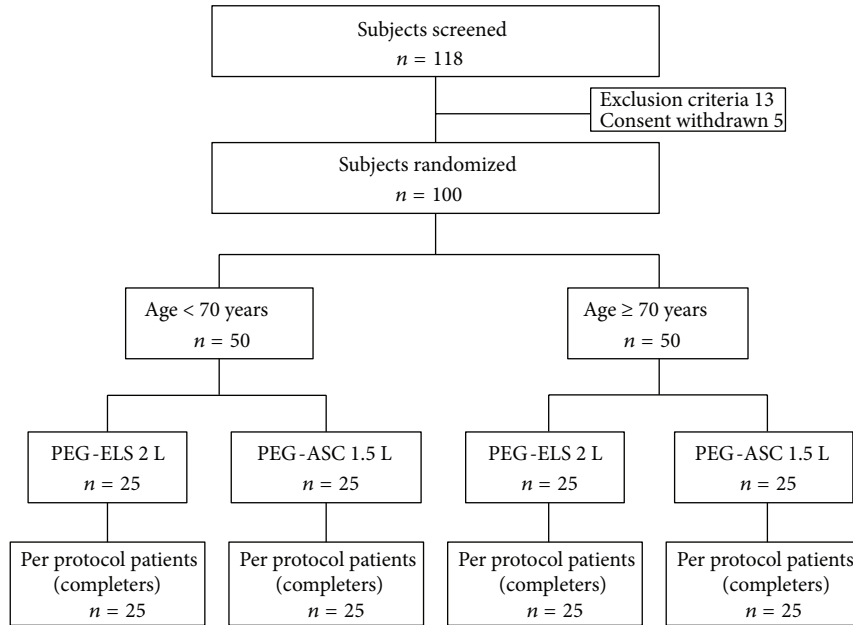 Subjects screened
n = 118
Exclusion criteria 13
Consent withdrawn 5
Subjects randomized
n = 100
Age < 70 years
n = 50
Age ≥ 70 years
n = 50
PEG-ELS 2 L
n = 25
PEG-ASC 1.5 L
n = 25
PEG-ELS 2 L
n = 25
PEG-ASC 1.5 L
n = 25
Per protocol patients
(completers)
n = 25
Per protocol patients
(completers)
n = 25
Per protocol patients
(completers)
n = 25
Per protocol patients
(completers)
n = 25